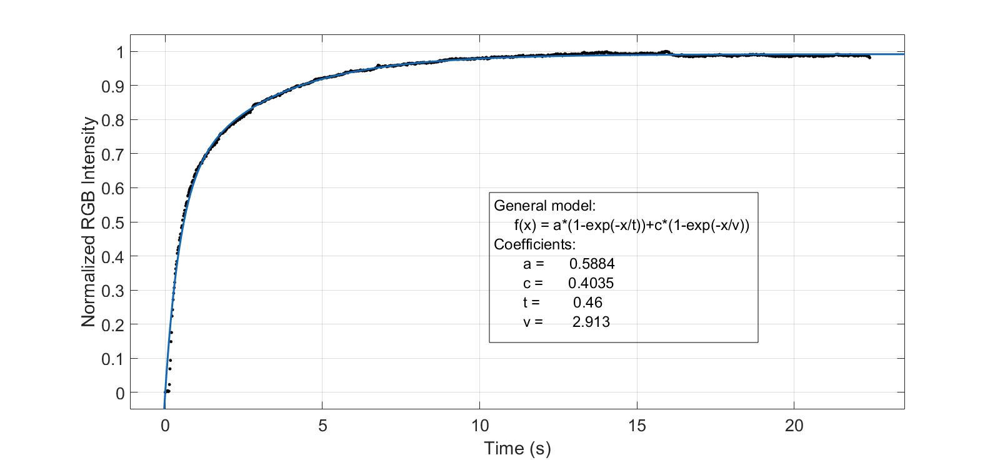 1
0.9
0.8
0.7
0.6
0.5
0.4
0.3
0.2
0.1
0
Normalized RGB Intensity
General model:
f(x) = a*(1-exp(-x/t))+c*(1-exp(-x/v))
Coefficients:
a = 0.5884
c = 0.4035
t = 0.46
v = 2.913
0 5 10 15 20
Time (s)